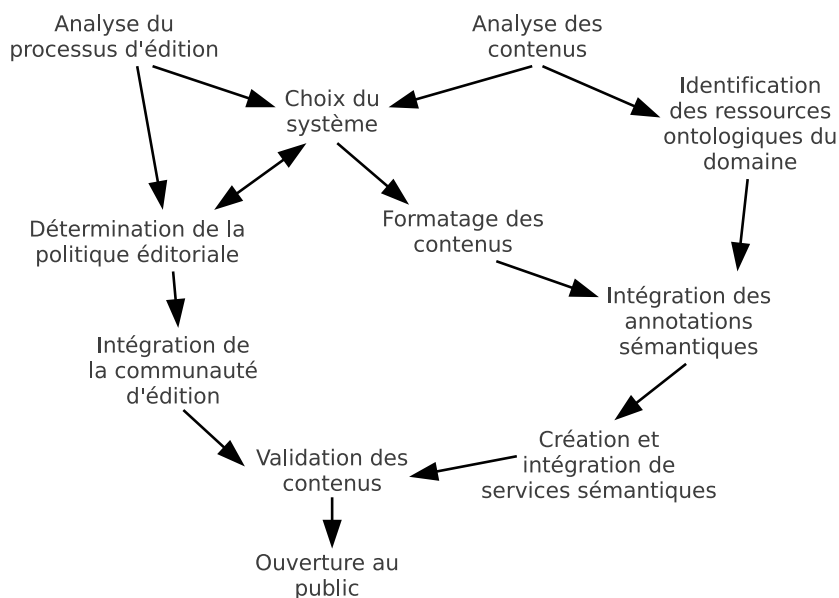 Analyse du
processus d'édition
Analyse des
contenus
Identification
des ressources
ontologiques du
domaine
Choix du
système
Détermination de la
politique éditoriale
Formatage des
contenus
Intégration des
annotations
sémantiques
Intégration de
la communauté
d'édition
Création et
intégration de
services sémantiques
Validation des
contenus
Ouverture au
public